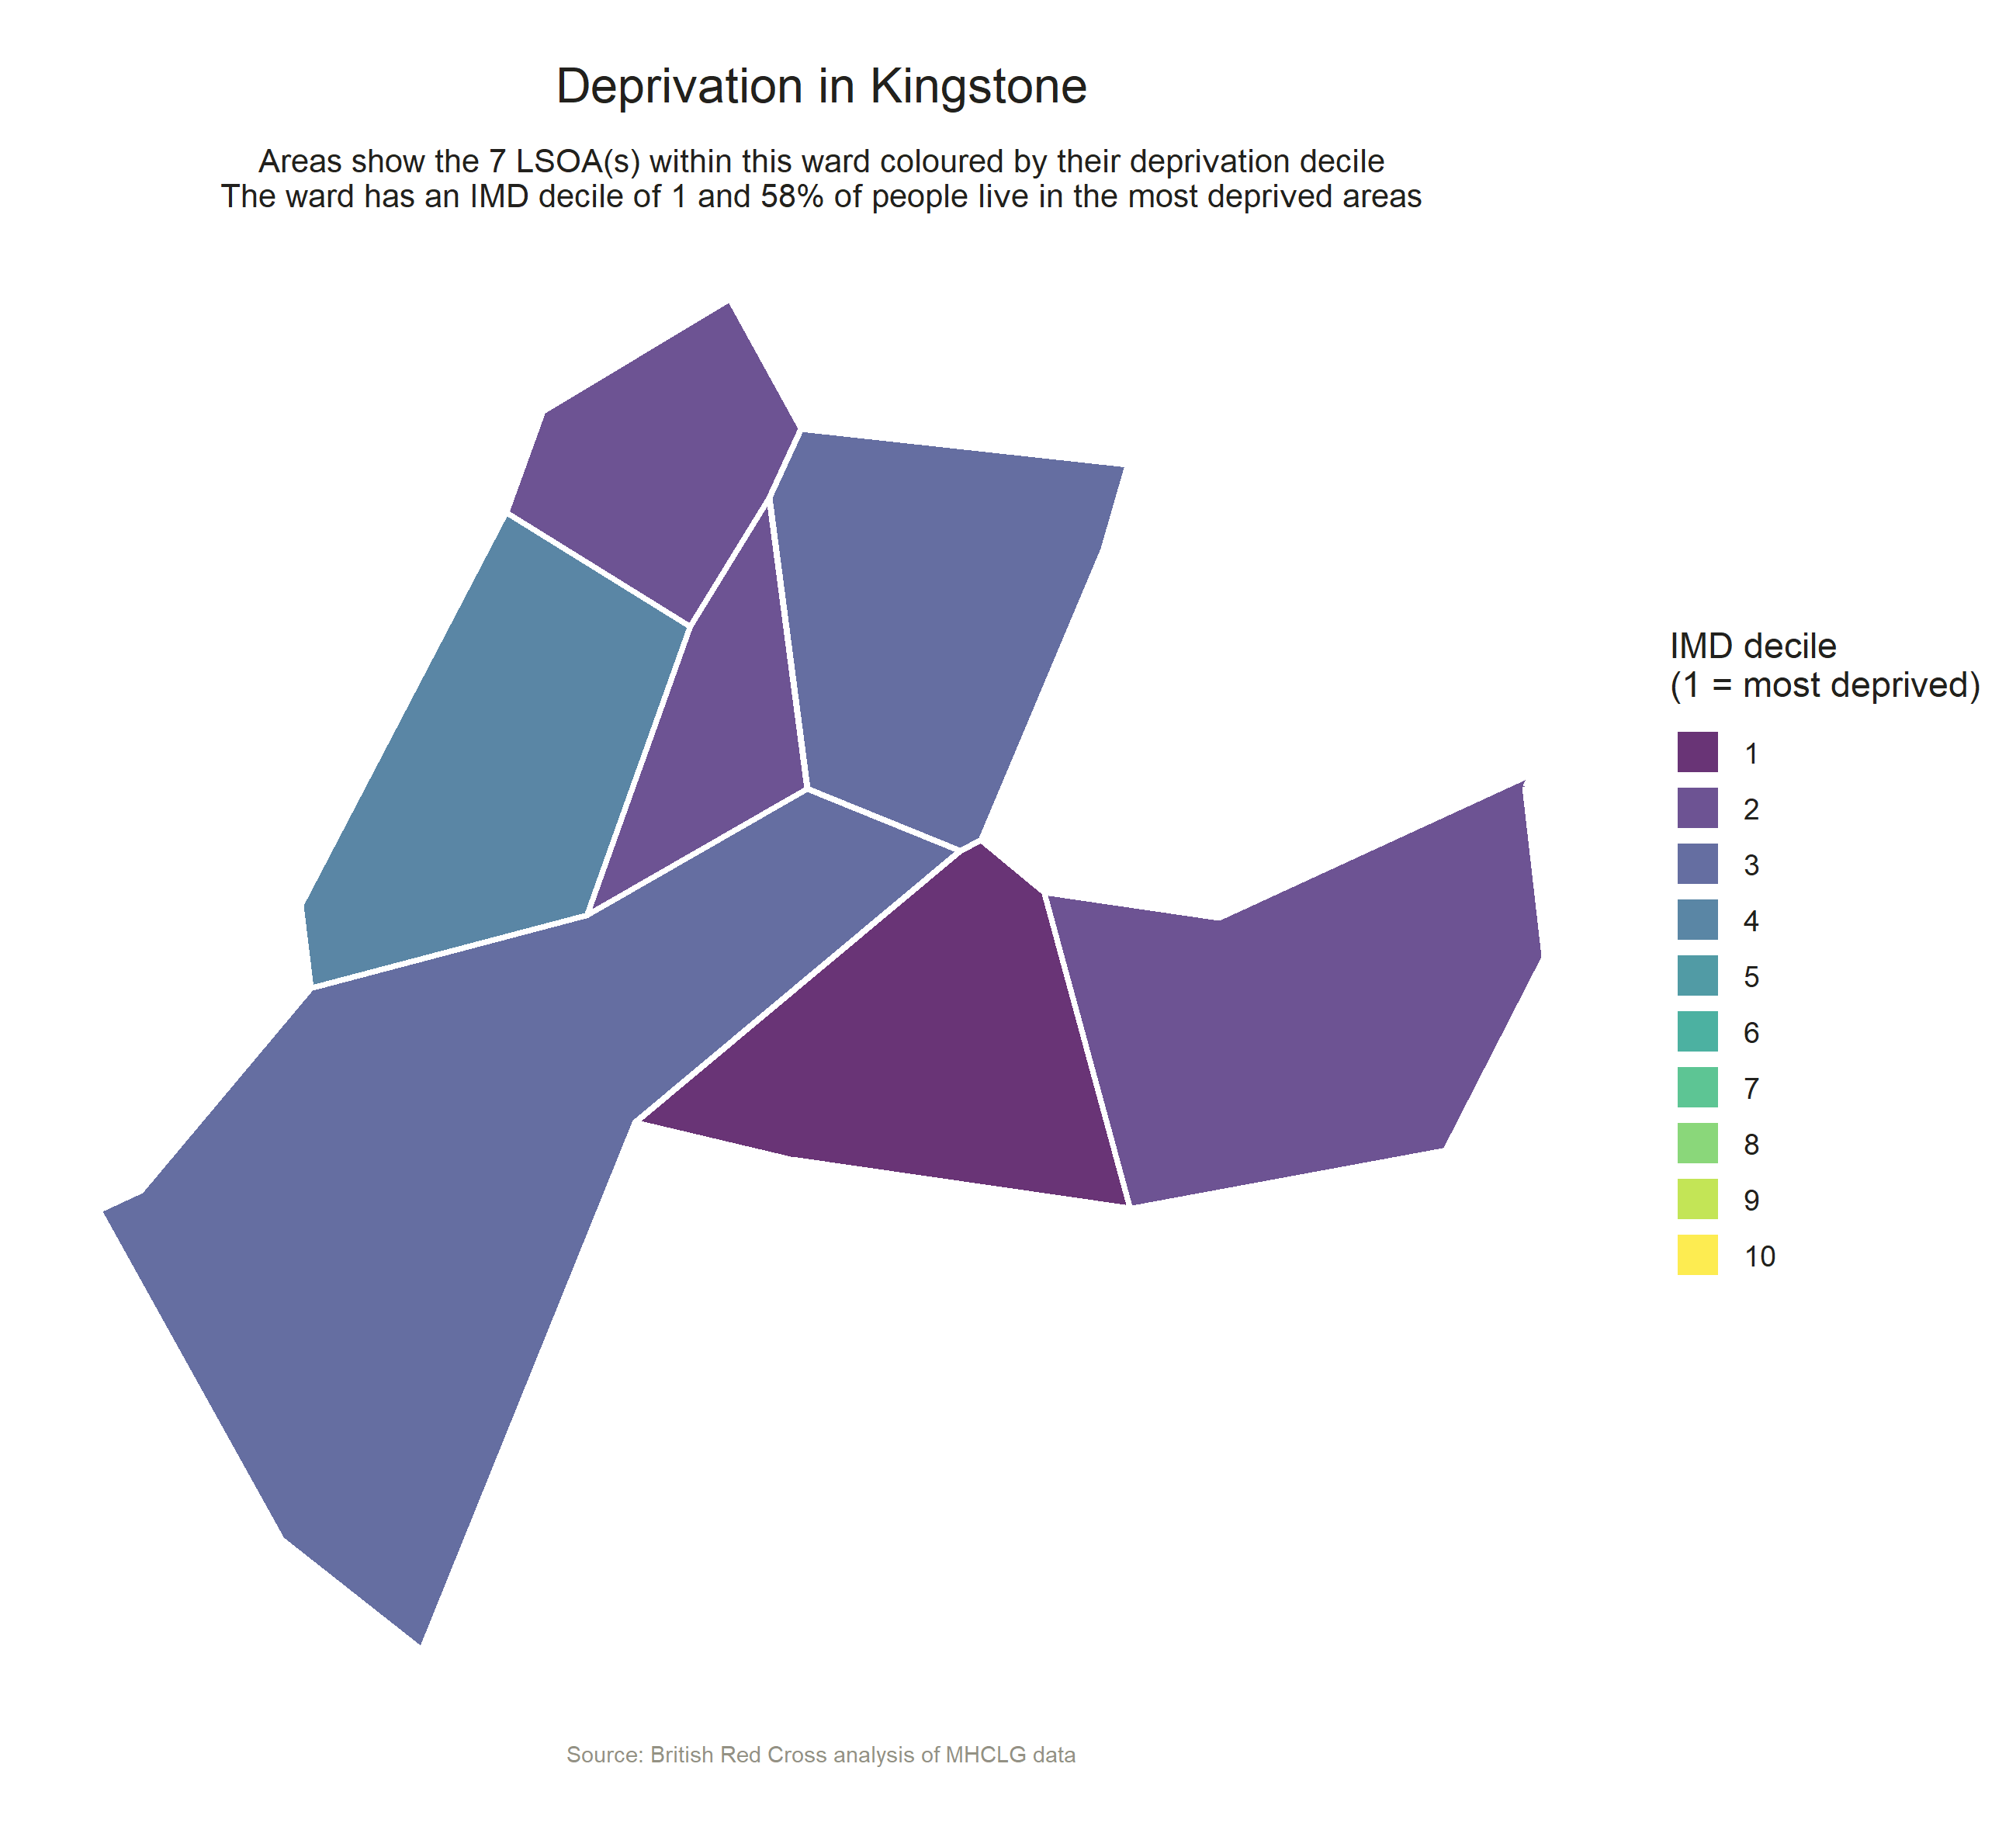 Deprivation in Kingstone
Areas show the 7 LSOA(s) within this ward coloured by their deprivation decile
The ward has an IMD decile of 1 and 58% of people live in the most deprived areas
IMD decile
(1 = most deprived)
1
2
3
4
5
6
7
8
9
10
Source: British Red Cross analysis of MHCLG data